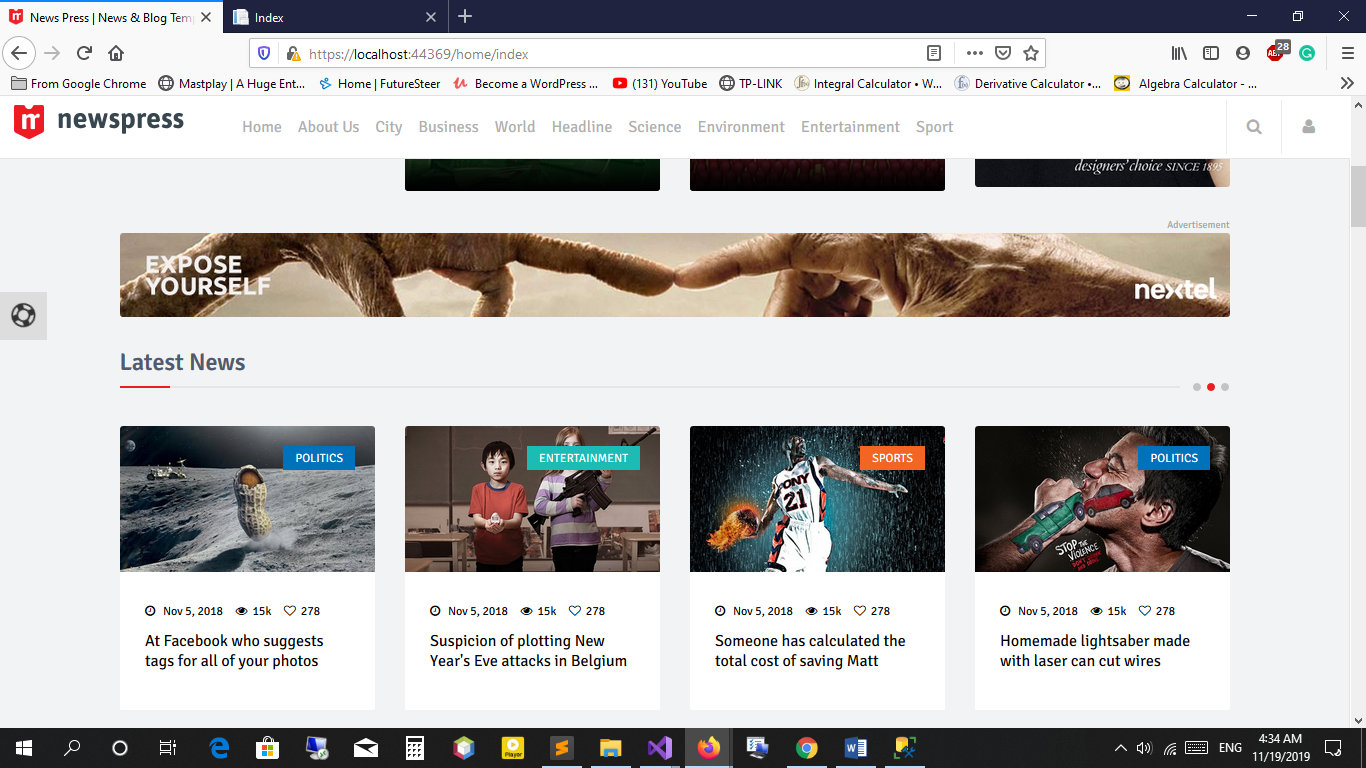 News Press | News & Blog Tem
Index
https://localhost:44369/home/index
28
From Google Chrome
Mastplay | A Huge Ent...
Home | FutureSteer
Become a WordPress ...
(131) YouTube
TP-LINK
Integral Calculator • W...
Derivative Calculator •...
Algebra Calculator - ...
newspress
Home
About Us
City
Business
World
Headline
Science
Environment
Entertainment
Sport
designers' choice SINCE 1895
Advertisement
EXPOSE
YOURSELF
nextel
Latest News
POLITICS
ENTERTAINMENT
SPORTS
POLITICS
PONY
21
STOP THE
VIOLENCE
Nov 5, 2018 15k 278
At Facebook who suggests
tags for all of your photos
Nov 5, 2018 15k 278
Suspicion of plotting New
Year's Eve attacks in Belgium
Nov 5, 2018 15k 278
Someone has calculated the
total cost of saving Matt
Nov 5, 2018 15k 278
Homemade lightsaber made
with laser can cut wires
Player
ENG
4:34 AM
11/19/2019